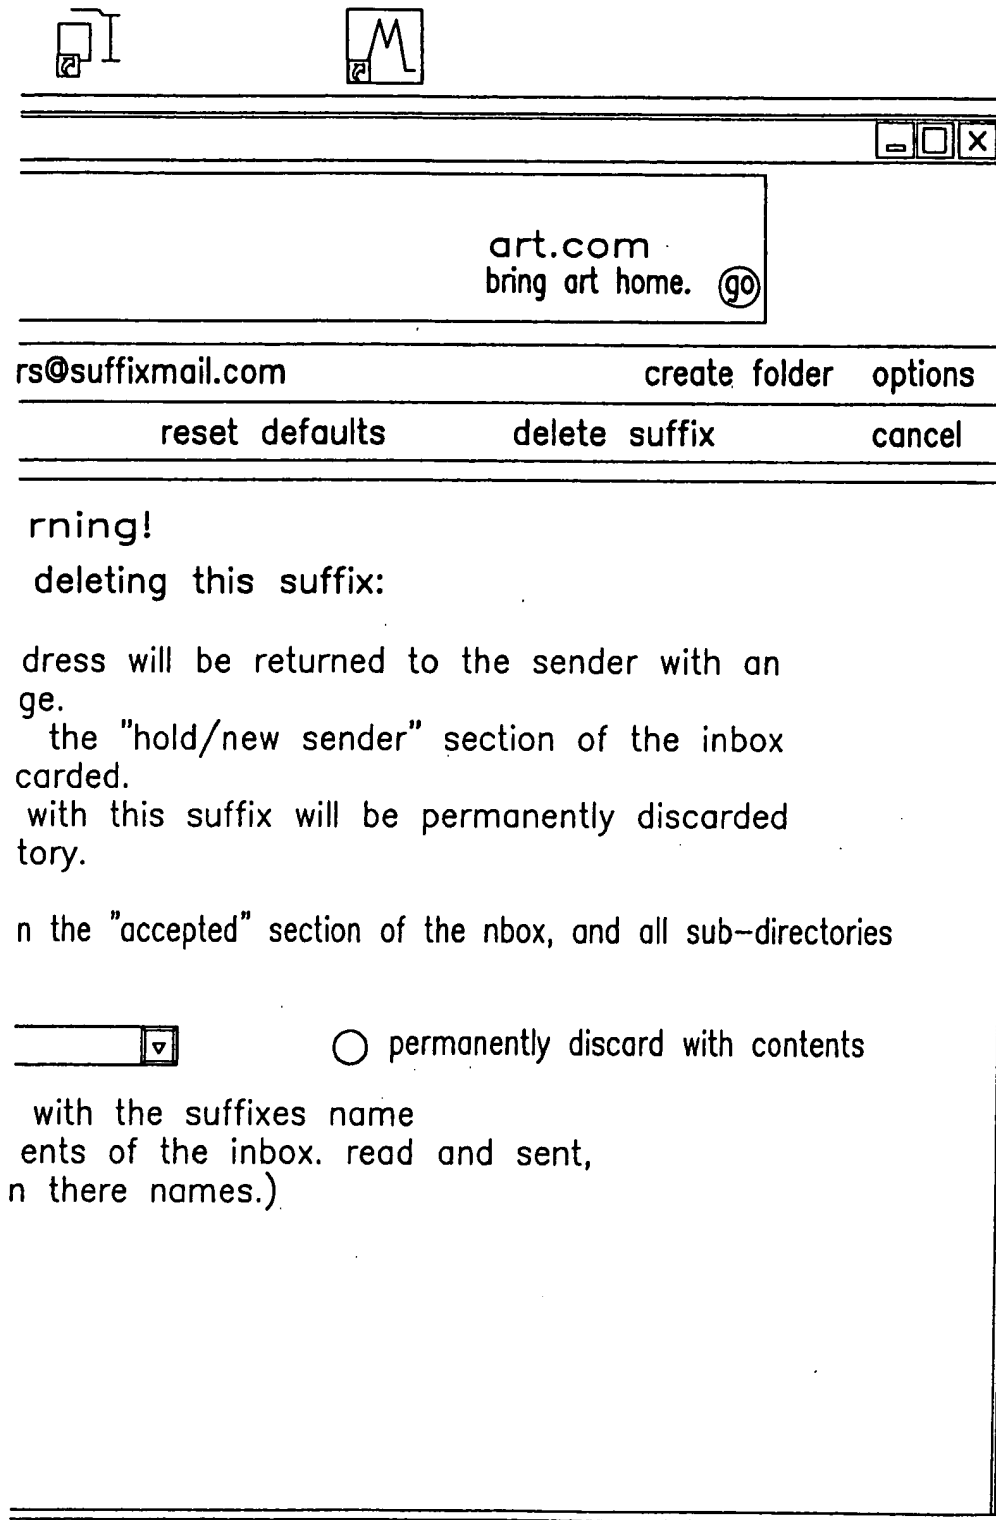 art.com
bring art home. go
rs@suffixmail.com create folder options
reset defaults delete suffix cancel
rning!
deleting this suffix:
dress will be returned to the sender with an
ge.
the "hold/new sender" section of the inbox
carded.
with this suffix will be permanently discarded
tory.
n the "accepted" section of the nbox, and all sub-directories
permanently discard with contents
with the suffixes name
ents of the inbox. read and sent,
n there names.)